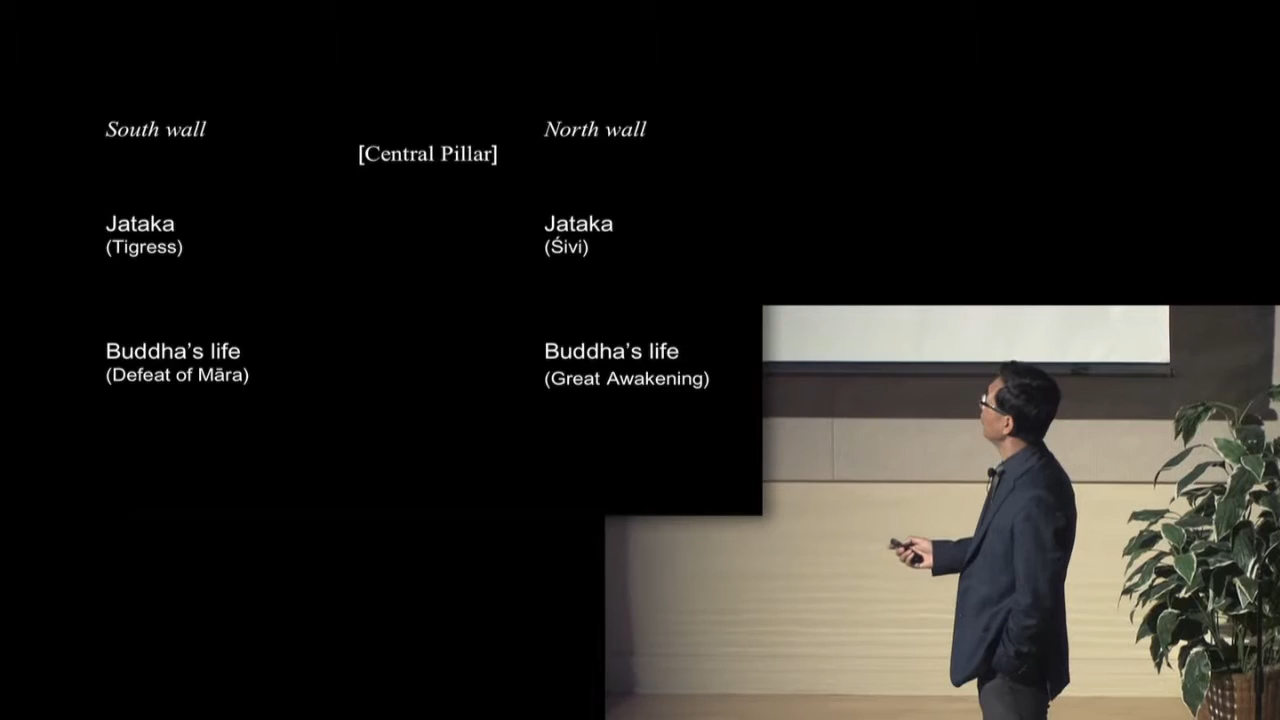 South wall
North wall
[Central Pillar]
Jataka
(Tigress)
Jataka
(Śivi)
Buddha's life
(Defeat of Māra)
Buddha's life
(Great Awakening)